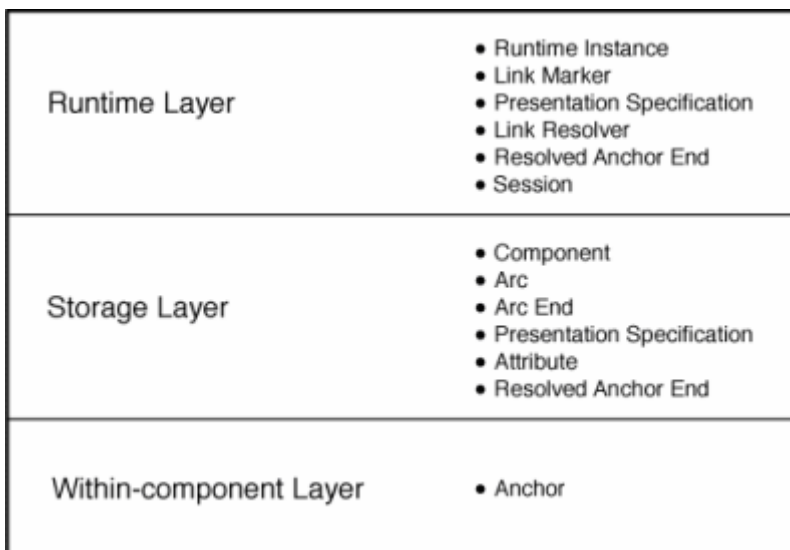 Runtime Layer
• Runtime Instance
• Link Marker
• Presentation Specification
• Link Resolver
• Resolved Anchor End
• Session
Storage Layer
• Component
• Arc
• Arc End
• Presentation Specification
• Attribute
• Resolved Anchor End
Within-component Layer
• Anchor